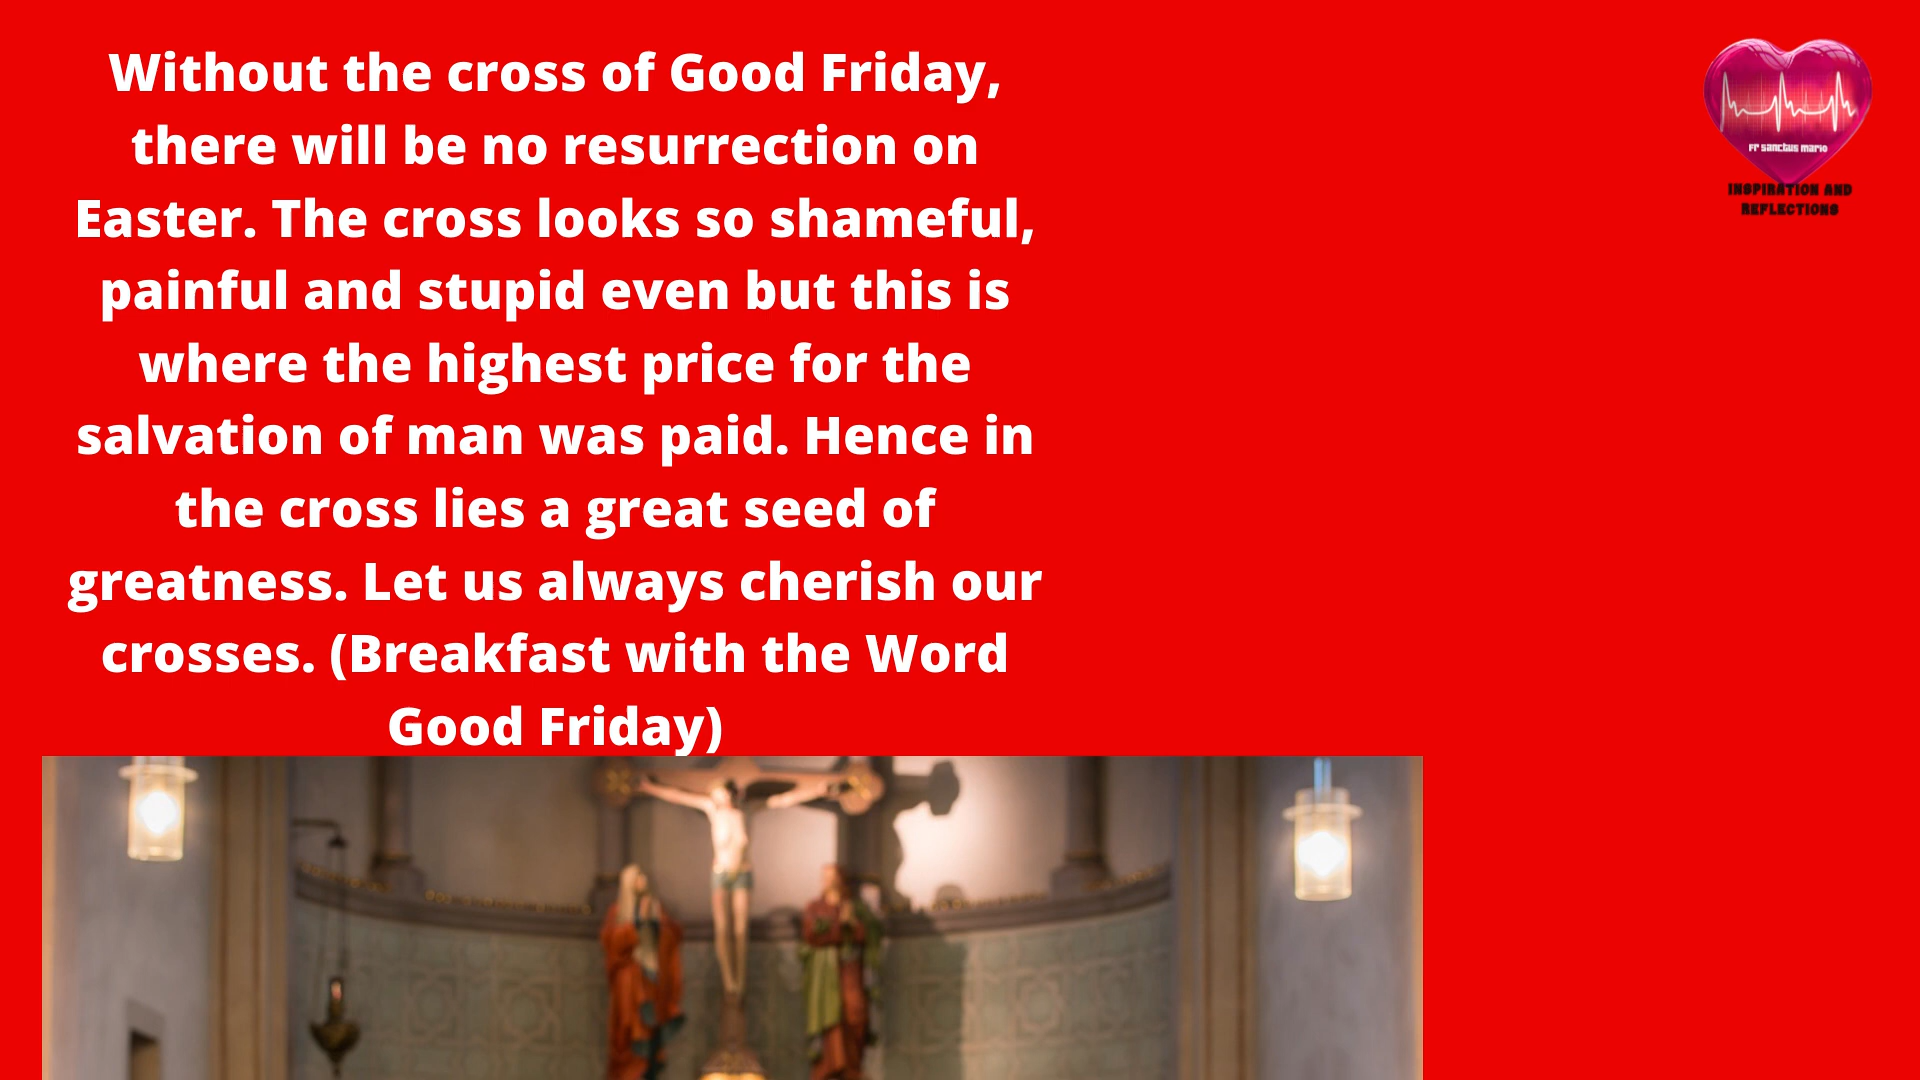 Without the cross of Good Friday,
there will be no resurrection on
Easter. The cross looks so shameful,
painful and stupid even but this is
where the highest price for the
salvation of man was paid. Hence in
the cross lies a great seed of
greatness. Let us always cherish our
crosses. (Breakfast with the Word
Good Friday)
Fr sanctus mario
INSPIRATION AND
REFLECTIONS